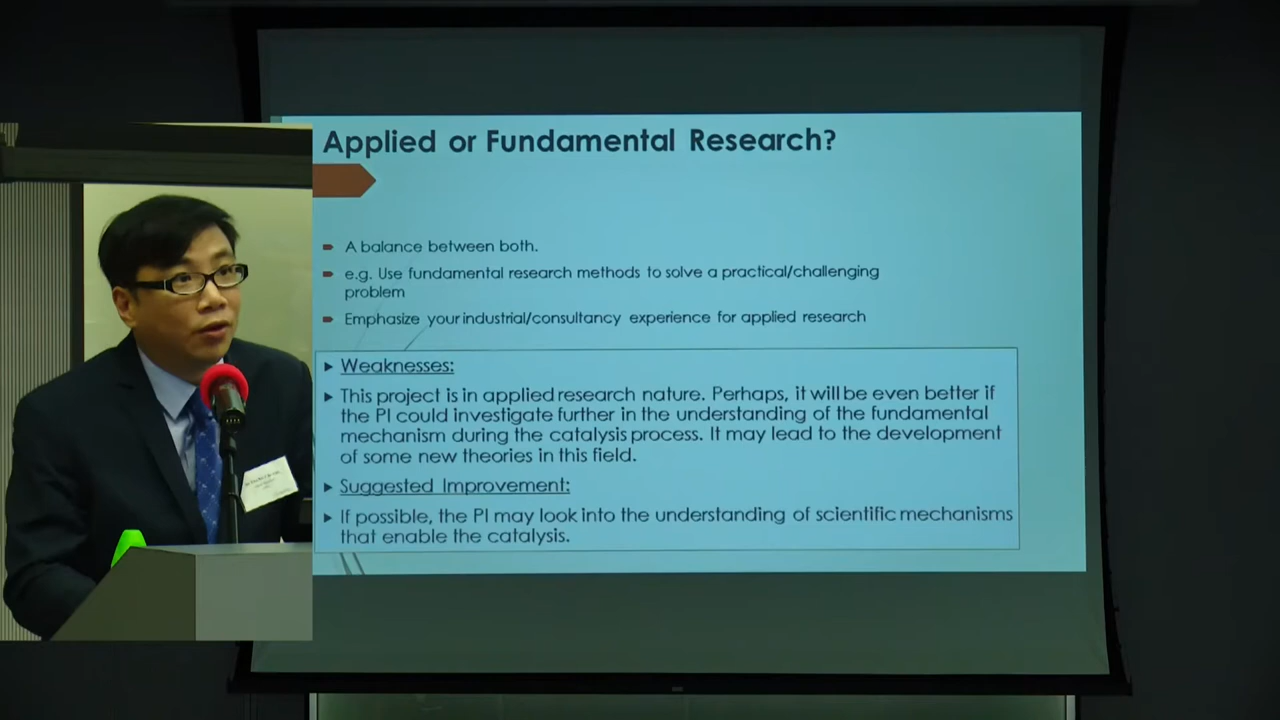 Applied or Fundamental Research?
A balance between both.
e.g. Use fundamental research methods to solve a practical/challenging
problem
Emphasize your industrial/consultancy experience for applied research
Weaknesses:
This project is in applied research nature. Perhaps, it will be even better if
the PI could investigate further in the understanding of the fundamental
mechanism during the catalysis process. It may lead to the development
of some new theories in this field.
Suggested Improvement:
If possible, the PI may look into the understanding of scientific mechanisms
that enable the catalysis.